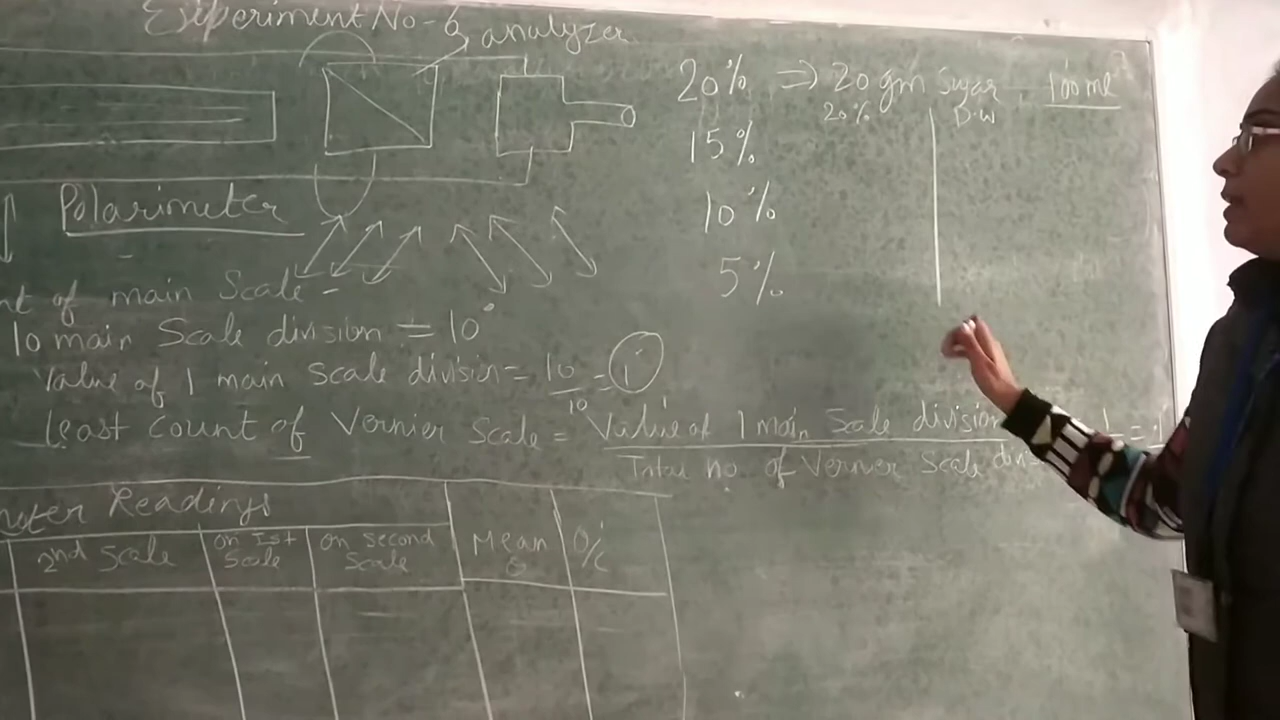 Experiment No-6
analyzer
Polarimeter
20% => 20 gm Sugar 100 ml
20% D.W
15%
10%
5%
nt of main Scale -
10 main Scale division = 10°
Value of 1 main Scale division = 10/10 = 1°
Least Count of Vernier Scale = Value of 1 main Scale division
Total no. of Vernier Scale
Readings
2nd Scale
On Ist Scale
On Second Scale
Mean θ
θ/c